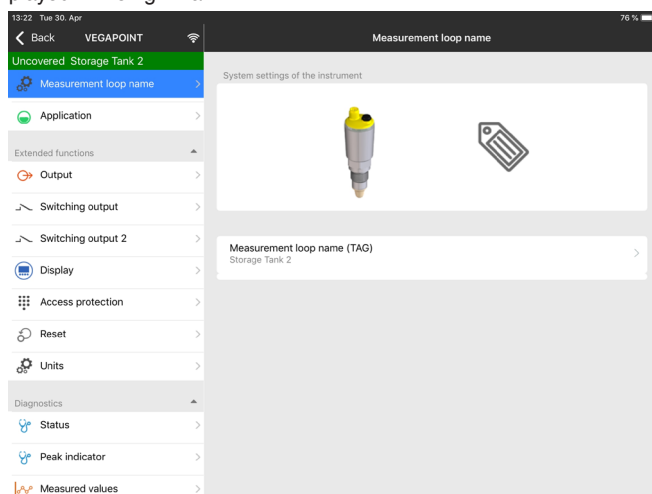 13:22 Tue 30. Apr
76 %
Back
VEGAPOINT
Measurement loop name
Uncovered Storage Tank 2
Measurement loop name
Application
Extended functions
Output
Switching output
Switching output 2
Display
Access protection
Reset
Units
Diagnostics
Status
Peak indicator
Measured values
System settings of the instrument
Measurement loop name (TAG)
Storage Tank 2